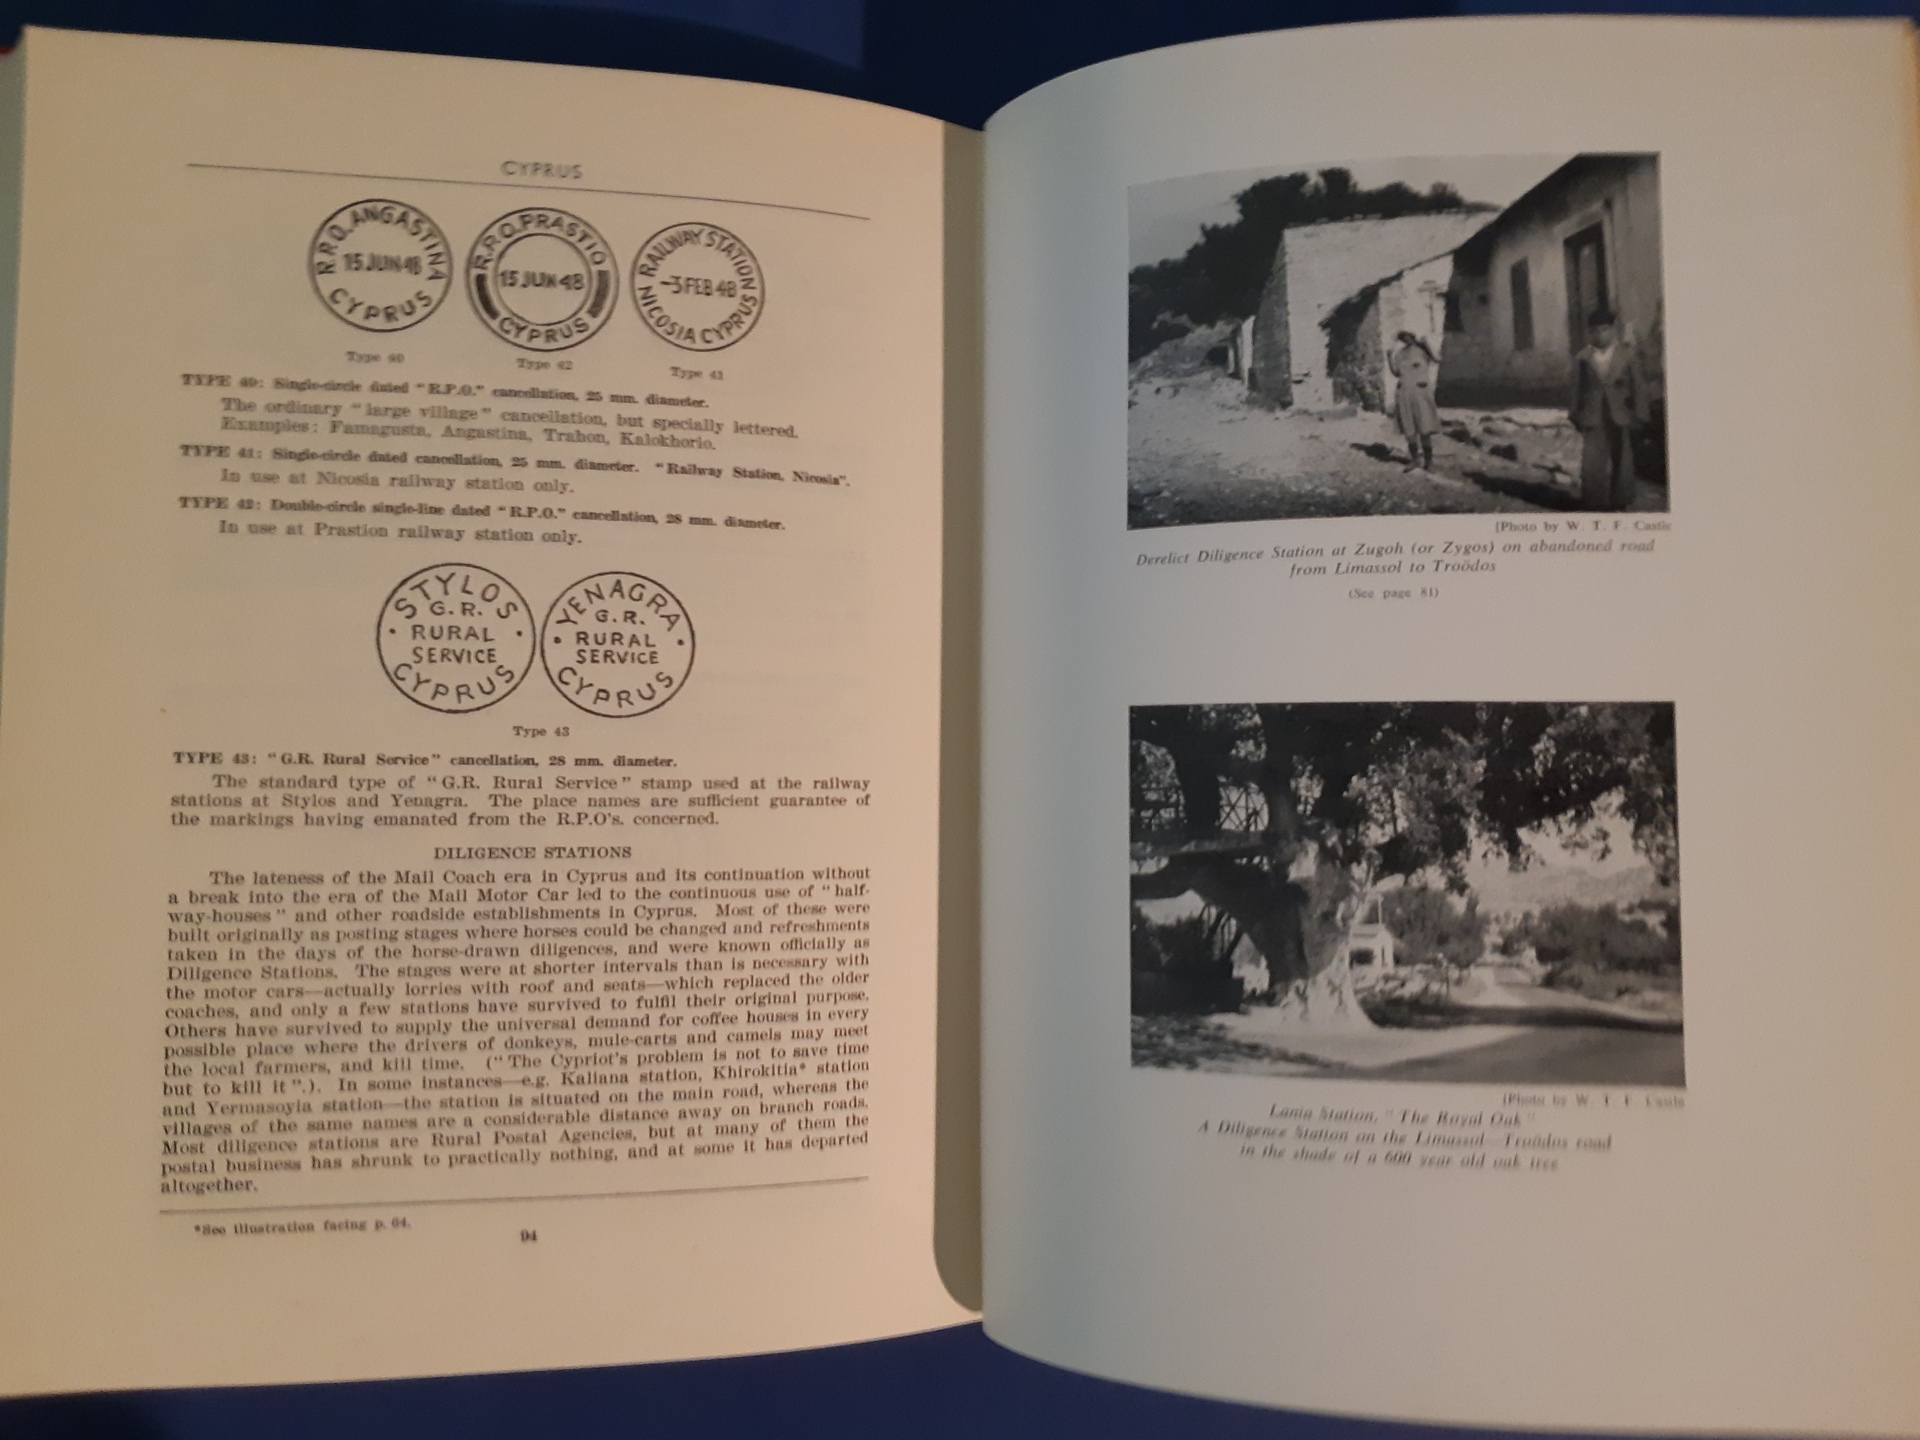 CYPRUS
R.P.O. ANGASTINA
15 JUN 48
CYPRUS
R.P.O. PRASTIO
15 JUN 48
CYPRUS
RAILWAY STATION
-3 FEB 48
NICOSIA CYPRUS
Type 40
Type 42
Type 41
TYPE 40: Single-circle dated "R.P.O." cancellation, 25 mm. diameter.
The ordinary "large village" cancellation, but specially lettered.
Examples: Famagusta, Angastina, Trahon, Kalokhorio.
TYPE 41: Single-circle dated cancellation, 25 mm. diameter. "Railway Station, Nicosia".
In use at Nicosia railway station only.
TYPE 42: Double-circle single-line dated "R.P.O." cancellation, 28 mm. diameter.
In use at Prastion railway station only.
STYLOS
G. R.
RURAL
SERVICE
CYPRUS
YENAGRA
G. R.
RURAL
SERVICE
CYPRUS
Type 43
TYPE 43: "G.R. Rural Service" cancellation, 28 mm. diameter.
The standard type of "G.R. Rural Service" stamp used at the railway
stations at Stylos and Yenagra. The place names are sufficient guarantee of
the markings having emanated from the R.P.O's. concerned.
DILIGENCE STATIONS
The lateness of the Mail Coach era in Cyprus and its continuation without
a break into the era of the Mail Motor Car led to the continuous use of "half-
way-houses" and other roadside establishments in Cyprus. Most of these were
built originally as posting stages where horses could be changed and refreshments
taken in the days of the horse-drawn diligences, and were known officially as
Diligence Stations. The stages were at shorter intervals than is necessary with
the motor cars—actually lorries with roof and seats—which replaced the older
coaches, and only a few stations have survived to fulfil their original purpose.
Others have survived to supply the universal demand for coffee houses in every
possible place where the drivers of donkeys, mule-carts and camels may meet
the local farmers, and kill time. ("The Cypriot's problem is not to save time
but to kill it".). In some instances—e.g. Kaliana station, Khirokitia* station
and Yermasoyia station—the station is situated on the main road, whereas the
villages of the same names are a considerable distance away on branch roads.
Most diligence stations are Rural Postal Agencies, but at many of them the
postal business has shrunk to practically nothing, and at some it has departed
altogether.
*See illustration facing p. 64.
94
[Photo by W. T. F. Castle
Derelict Diligence Station at Zugoh (or Zygos) on abandoned road
from Limassol to Troödos
(See page 81)
[Photo by W. T. F. Castle
Lania Station, "The Royal Oak"
A Diligence Station on the Limassol—Troödos road
in the shade of a 600 year old oak tree